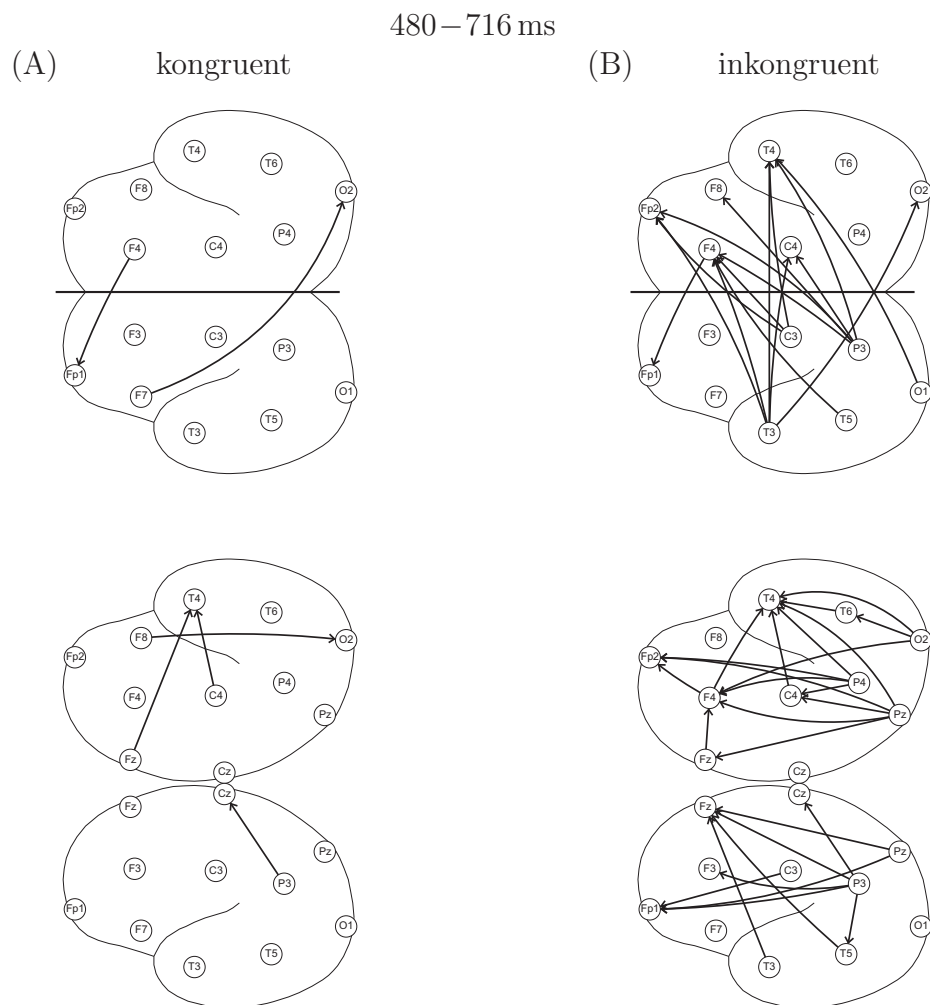 480–716 ms
(A) kongruent (B) inkongruent
T4 T6 F8 O2 Fp2 P4 F4 C4
F3 C3 P3 Fp1 F7 O1 T5 T3
T4 T6 F8 O2 Fp2 P4 F4 C4
F3 C3 P3 Fp1 F7 O1 T5 T3
T4 T6 F8 O2 Fp2 P4 F4 C4 Pz Fz Cz
Cz Fz Pz F3 C3 P3 Fp1 F7 O1 T5 T3
T4 T6 F8 O2 Fp2 P4 F4 C4 Pz Fz Cz
Cz Fz Pz F3 C3 P3 Fp1 F7 O1 T5 T3